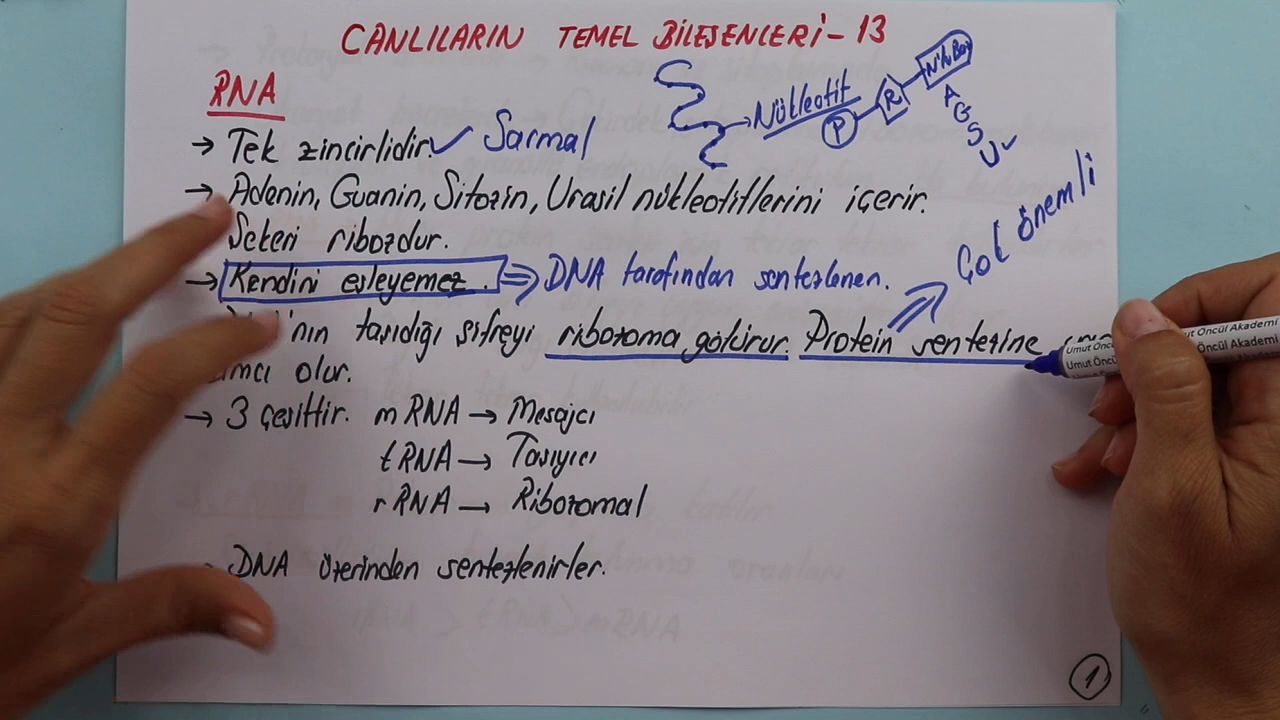 CANLILARIN TEMEL BİLEŞENLERİ-13
RNA
→ Tek zincirlidir. ✓ Sarmal
→ Nükleotit
P R
A
G
S
U ✓
→ Adenin, Guanin, Sitozin, Urasil nükleotitlerini içerir.
Şekeri ribozdur.
→ Kendini eşleyemez. ⇒ DNA tarafından sentezlenen.
Çok önemli
'nın taşıdığı şifreyi ribozoma götürür. Protein sentezine
olur.
→ 3 çeşittir. mRNA → Mesajcı
tRNA → Taşıyıcı
rRNA → Ribozomal
DNA üzerinden sentezlenirler.
1
Umut Öncül Akademi